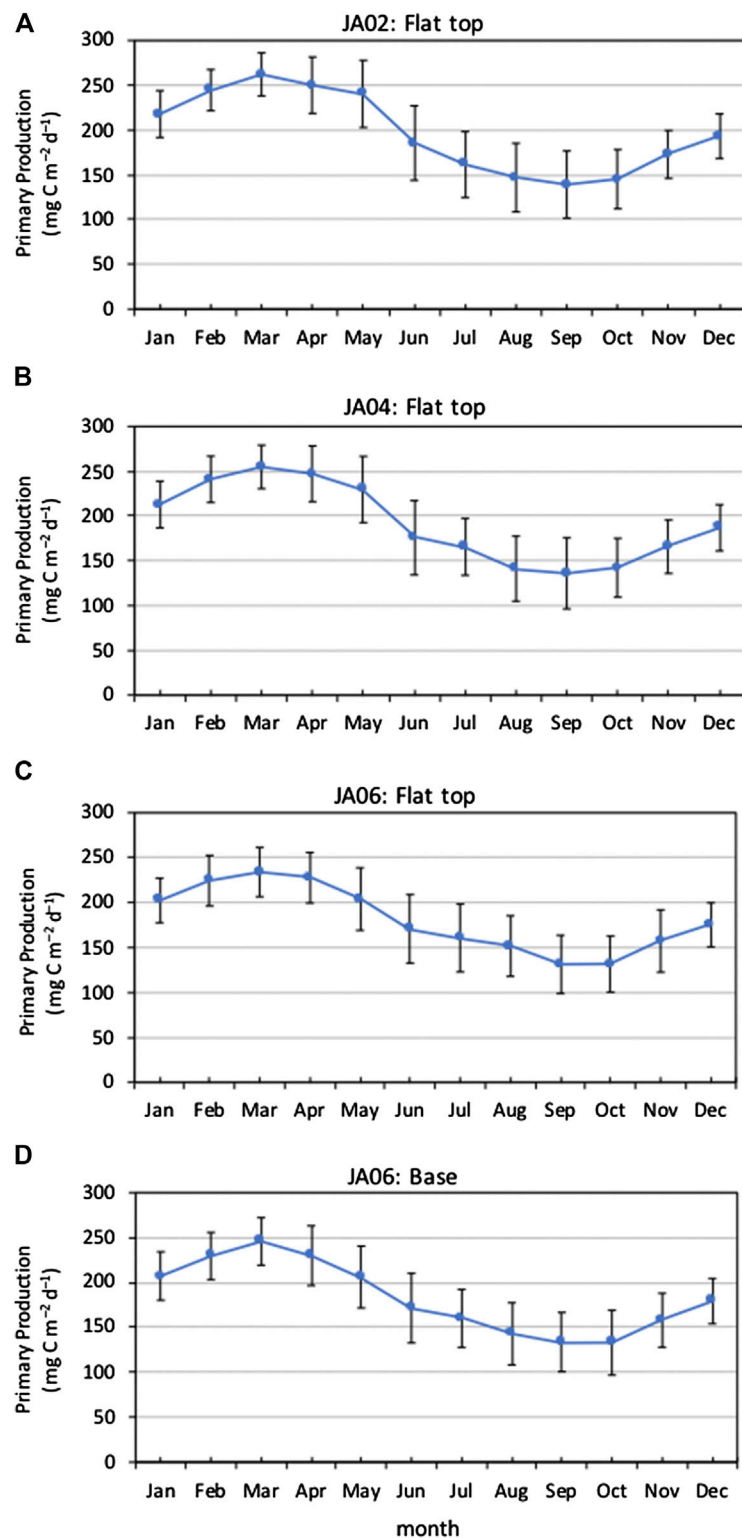 A
JA02: Flat top
Primary Production
(mg C m⁻² d⁻¹)
300
250
200
150
100
50
0
Jan Feb Mar Apr May Jun Jul Aug Sep Oct Nov Dec
B
JA04: Flat top
Primary Production
(mg C m⁻² d⁻¹)
300
250
200
150
100
50
0
Jan Feb Mar Apr May Jun Jul Aug Sep Oct Nov Dec
C
JA06: Flat top
Primary Production
(mg C m⁻² d⁻¹)
300
250
200
150
100
50
0
Jan Feb Mar Apr May Jun Jul Aug Sep Oct Nov Dec
D
JA06: Base
Primary Production
(mg C m⁻² d⁻¹)
300
250
200
150
100
50
0
Jan Feb Mar Apr May Jun Jul Aug Sep Oct Nov Dec
month